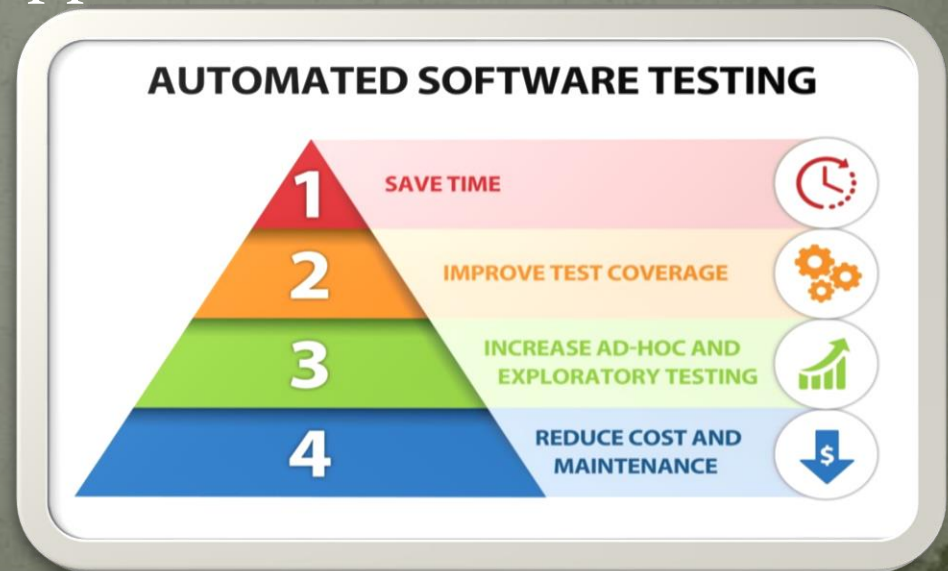 AUTOMATED SOFTWARE TESTING
1
SAVE TIME
2
IMPROVE TEST COVERAGE
3
INCREASE AD-HOC AND
EXPLORATORY TESTING
4
REDUCE COST AND
MAINTENANCE
$